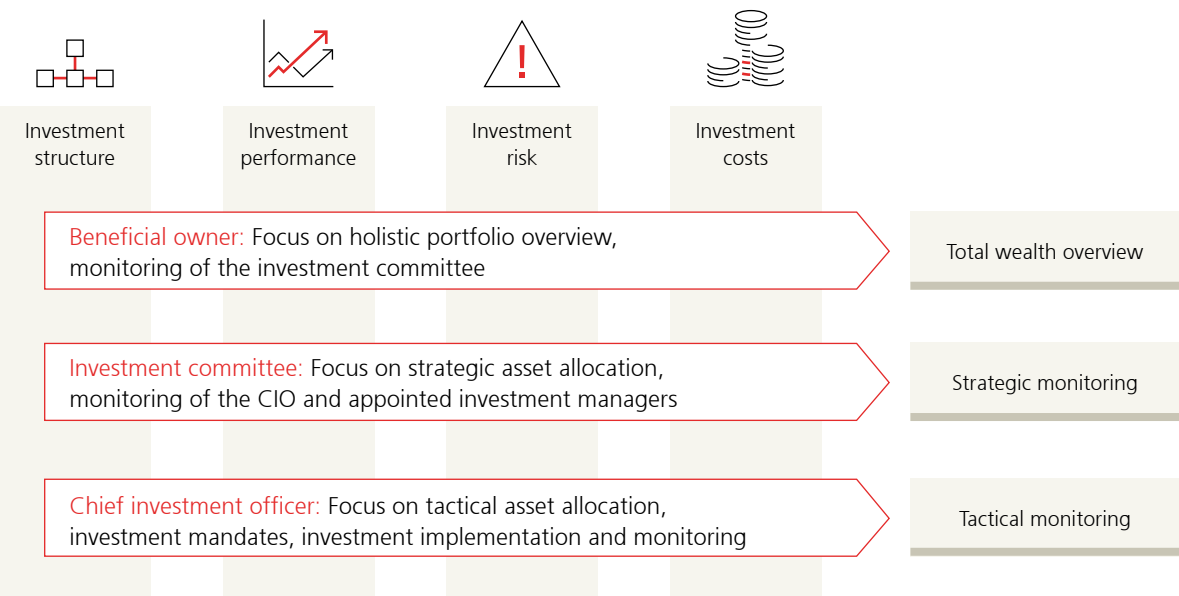 Investment
structure
Investment
performance
Investment
risk
Investment
costs
Beneficial owner: Focus on holistic portfolio overview,
monitoring of the investment committee
Total wealth overview
Investment committee: Focus on strategic asset allocation,
monitoring of the CIO and appointed investment managers
Strategic monitoring
Chief investment officer: Focus on tactical asset allocation,
investment mandates, investment implementation and monitoring
Tactical monitoring